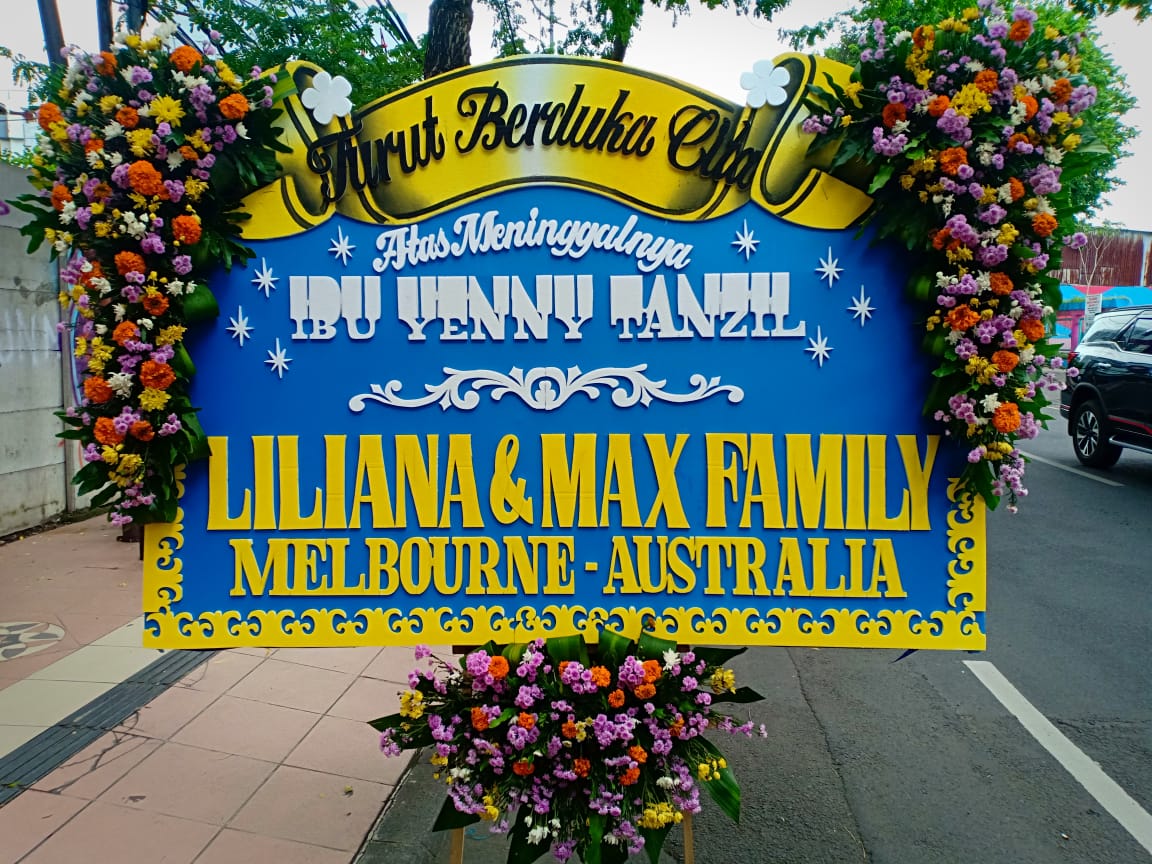 Turut Berduka Cita
Atas Meninggalnya
IBU YENNY TANZIL
LILIANA & MAX FAMILY
MELBOURNE - AUSTRALIA